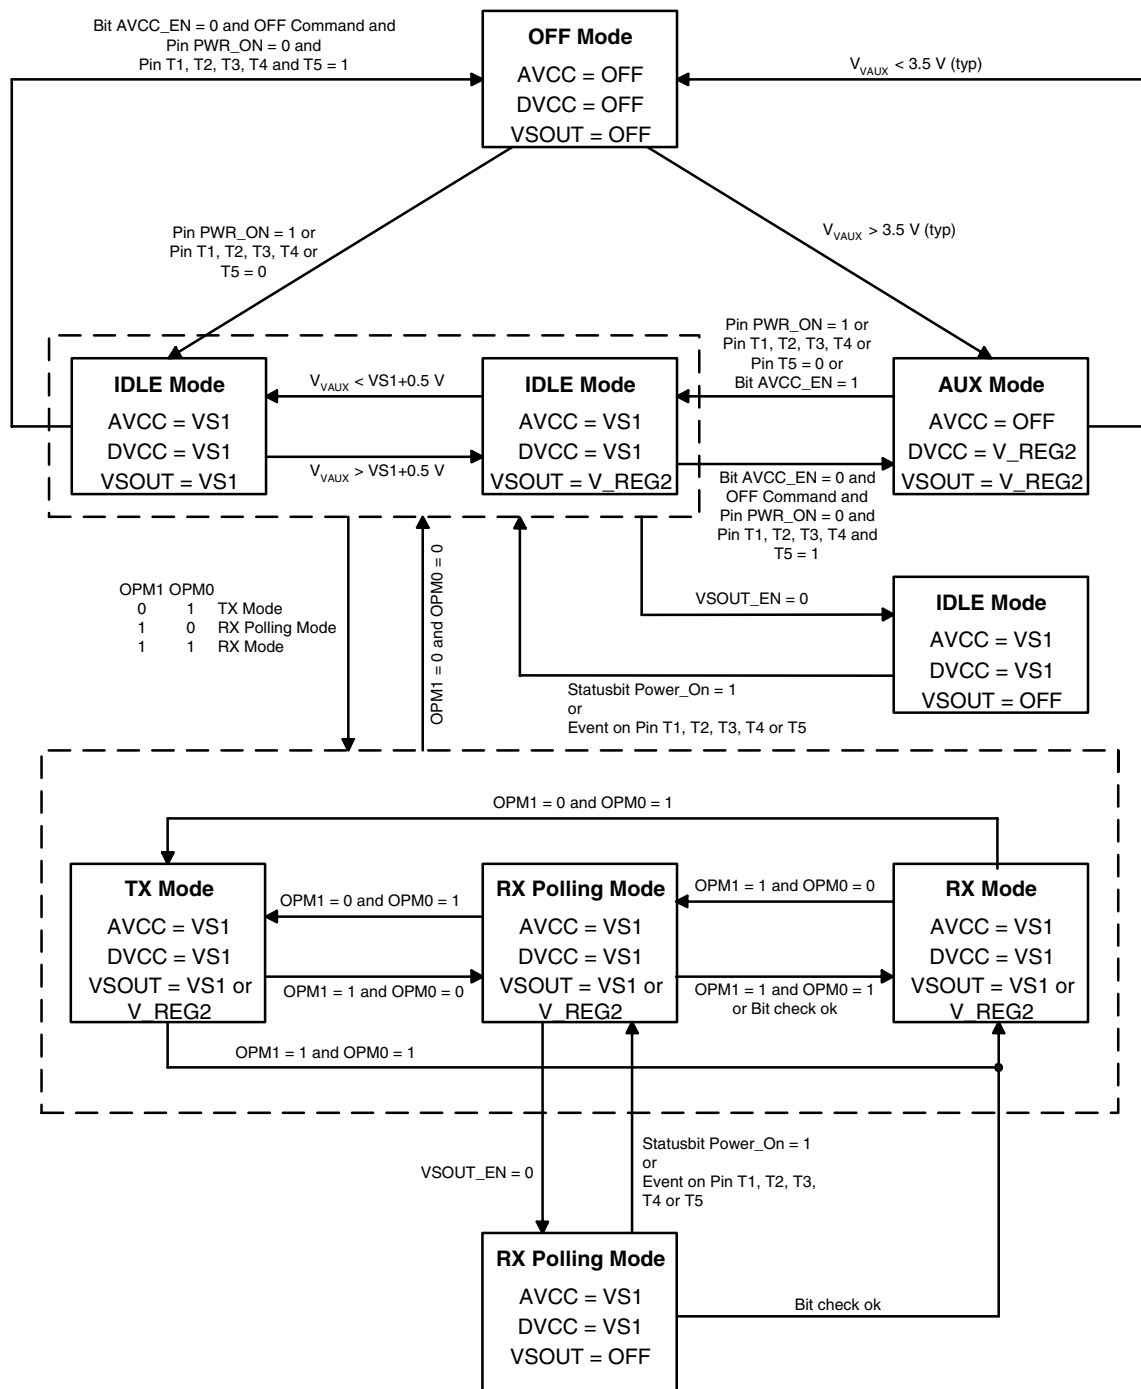 Bit AVCC_EN = 0 and OFF Command and
Pin PWR_ON = 0 and
Pin T1, T2, T3, T4 and T5 = 1
OFF Mode
AVCC = OFF
DVCC = OFF
VSOUT = OFF
VVAUX < 3.5 V (typ)
Pin PWR_ON = 1 or
Pin T1, T2, T3, T4 or
T5 = 0
VVAUX > 3.5 V (typ)
IDLE Mode
AVCC = VS1
DVCC = VS1
VSOUT = VS1
VVAUX < VS1+0.5 V
VVAUX > VS1+0.5 V
IDLE Mode
AVCC = VS1
DVCC = VS1
VSOUT = V_REG2
Pin PWR_ON = 1 or
Pin T1, T2, T3, T4 or
Pin T5 = 0 or
Bit AVCC_EN = 1
AUX Mode
AVCC = OFF
DVCC = V_REG2
VSOUT = V_REG2
Bit AVCC_EN = 0 and
OFF Command and
Pin PWR_ON = 0 and
Pin T1, T2, T3, T4 and
T5 = 1
OPM1 OPM0
0 1 TX Mode
1 0 RX Polling Mode
1 1 RX Mode
OPM1 = 0 and OPM0 = 0
VSOUT_EN = 0
IDLE Mode
AVCC = VS1
DVCC = VS1
VSOUT = OFF
Statusbit Power_On = 1
or
Event on Pin T1, T2, T3, T4 or T5
OPM1 = 0 and OPM0 = 1
TX Mode
AVCC = VS1
DVCC = VS1
VSOUT = VS1 or
V_REG2
OPM1 = 0 and OPM0 = 1
OPM1 = 1 and OPM0 = 0
RX Polling Mode
AVCC = VS1
DVCC = VS1
VSOUT = VS1 or
V_REG2
OPM1 = 1 and OPM0 = 0
OPM1 = 1 and OPM0 = 1
or Bit check ok
RX Mode
AVCC = VS1
DVCC = VS1
VSOUT = VS1 or
V_REG2
OPM1 = 1 and OPM0 = 1
VSOUT_EN = 0
Statusbit Power_On = 1
or
Event on Pin T1, T2, T3,
T4 or T5
RX Polling Mode
AVCC = VS1
DVCC = VS1
VSOUT = OFF
Bit check ok